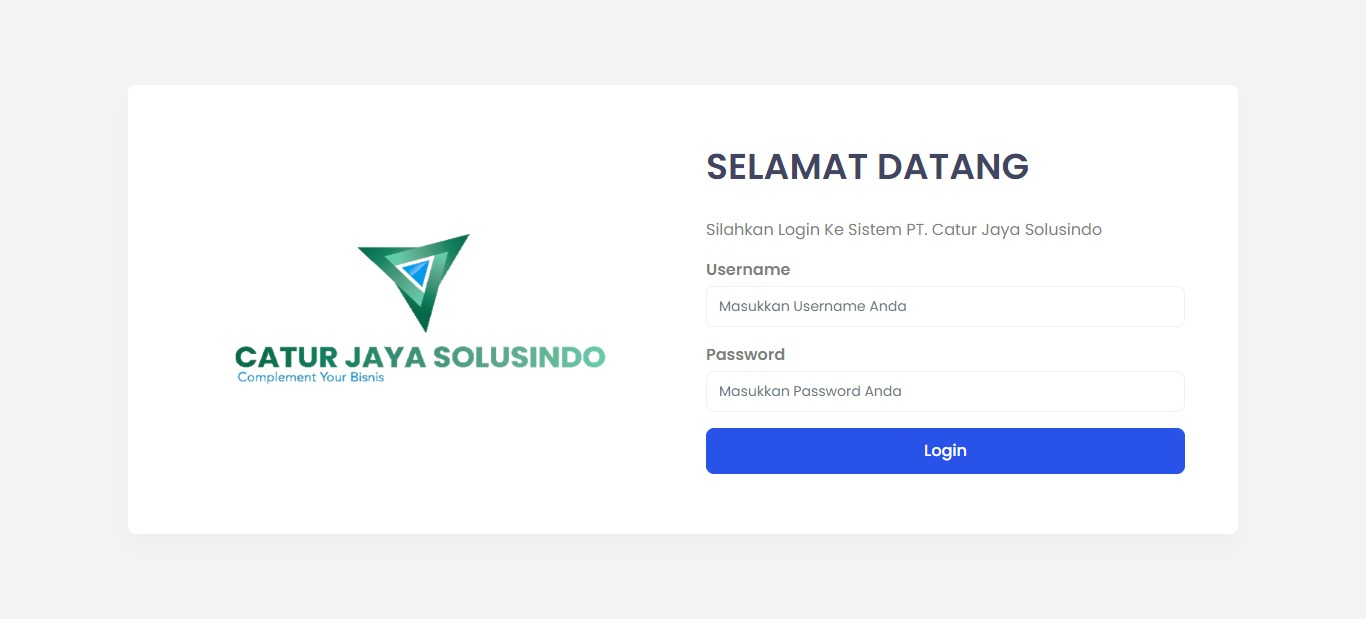 CATUR JAYA SOLUSINDO
Complement Your Bisnis
SELAMAT DATANG
Silahkan Login Ke Sistem PT. Catur Jaya Solusindo
Username
Masukkan Username Anda
Password
Masukkan Password Anda
Login